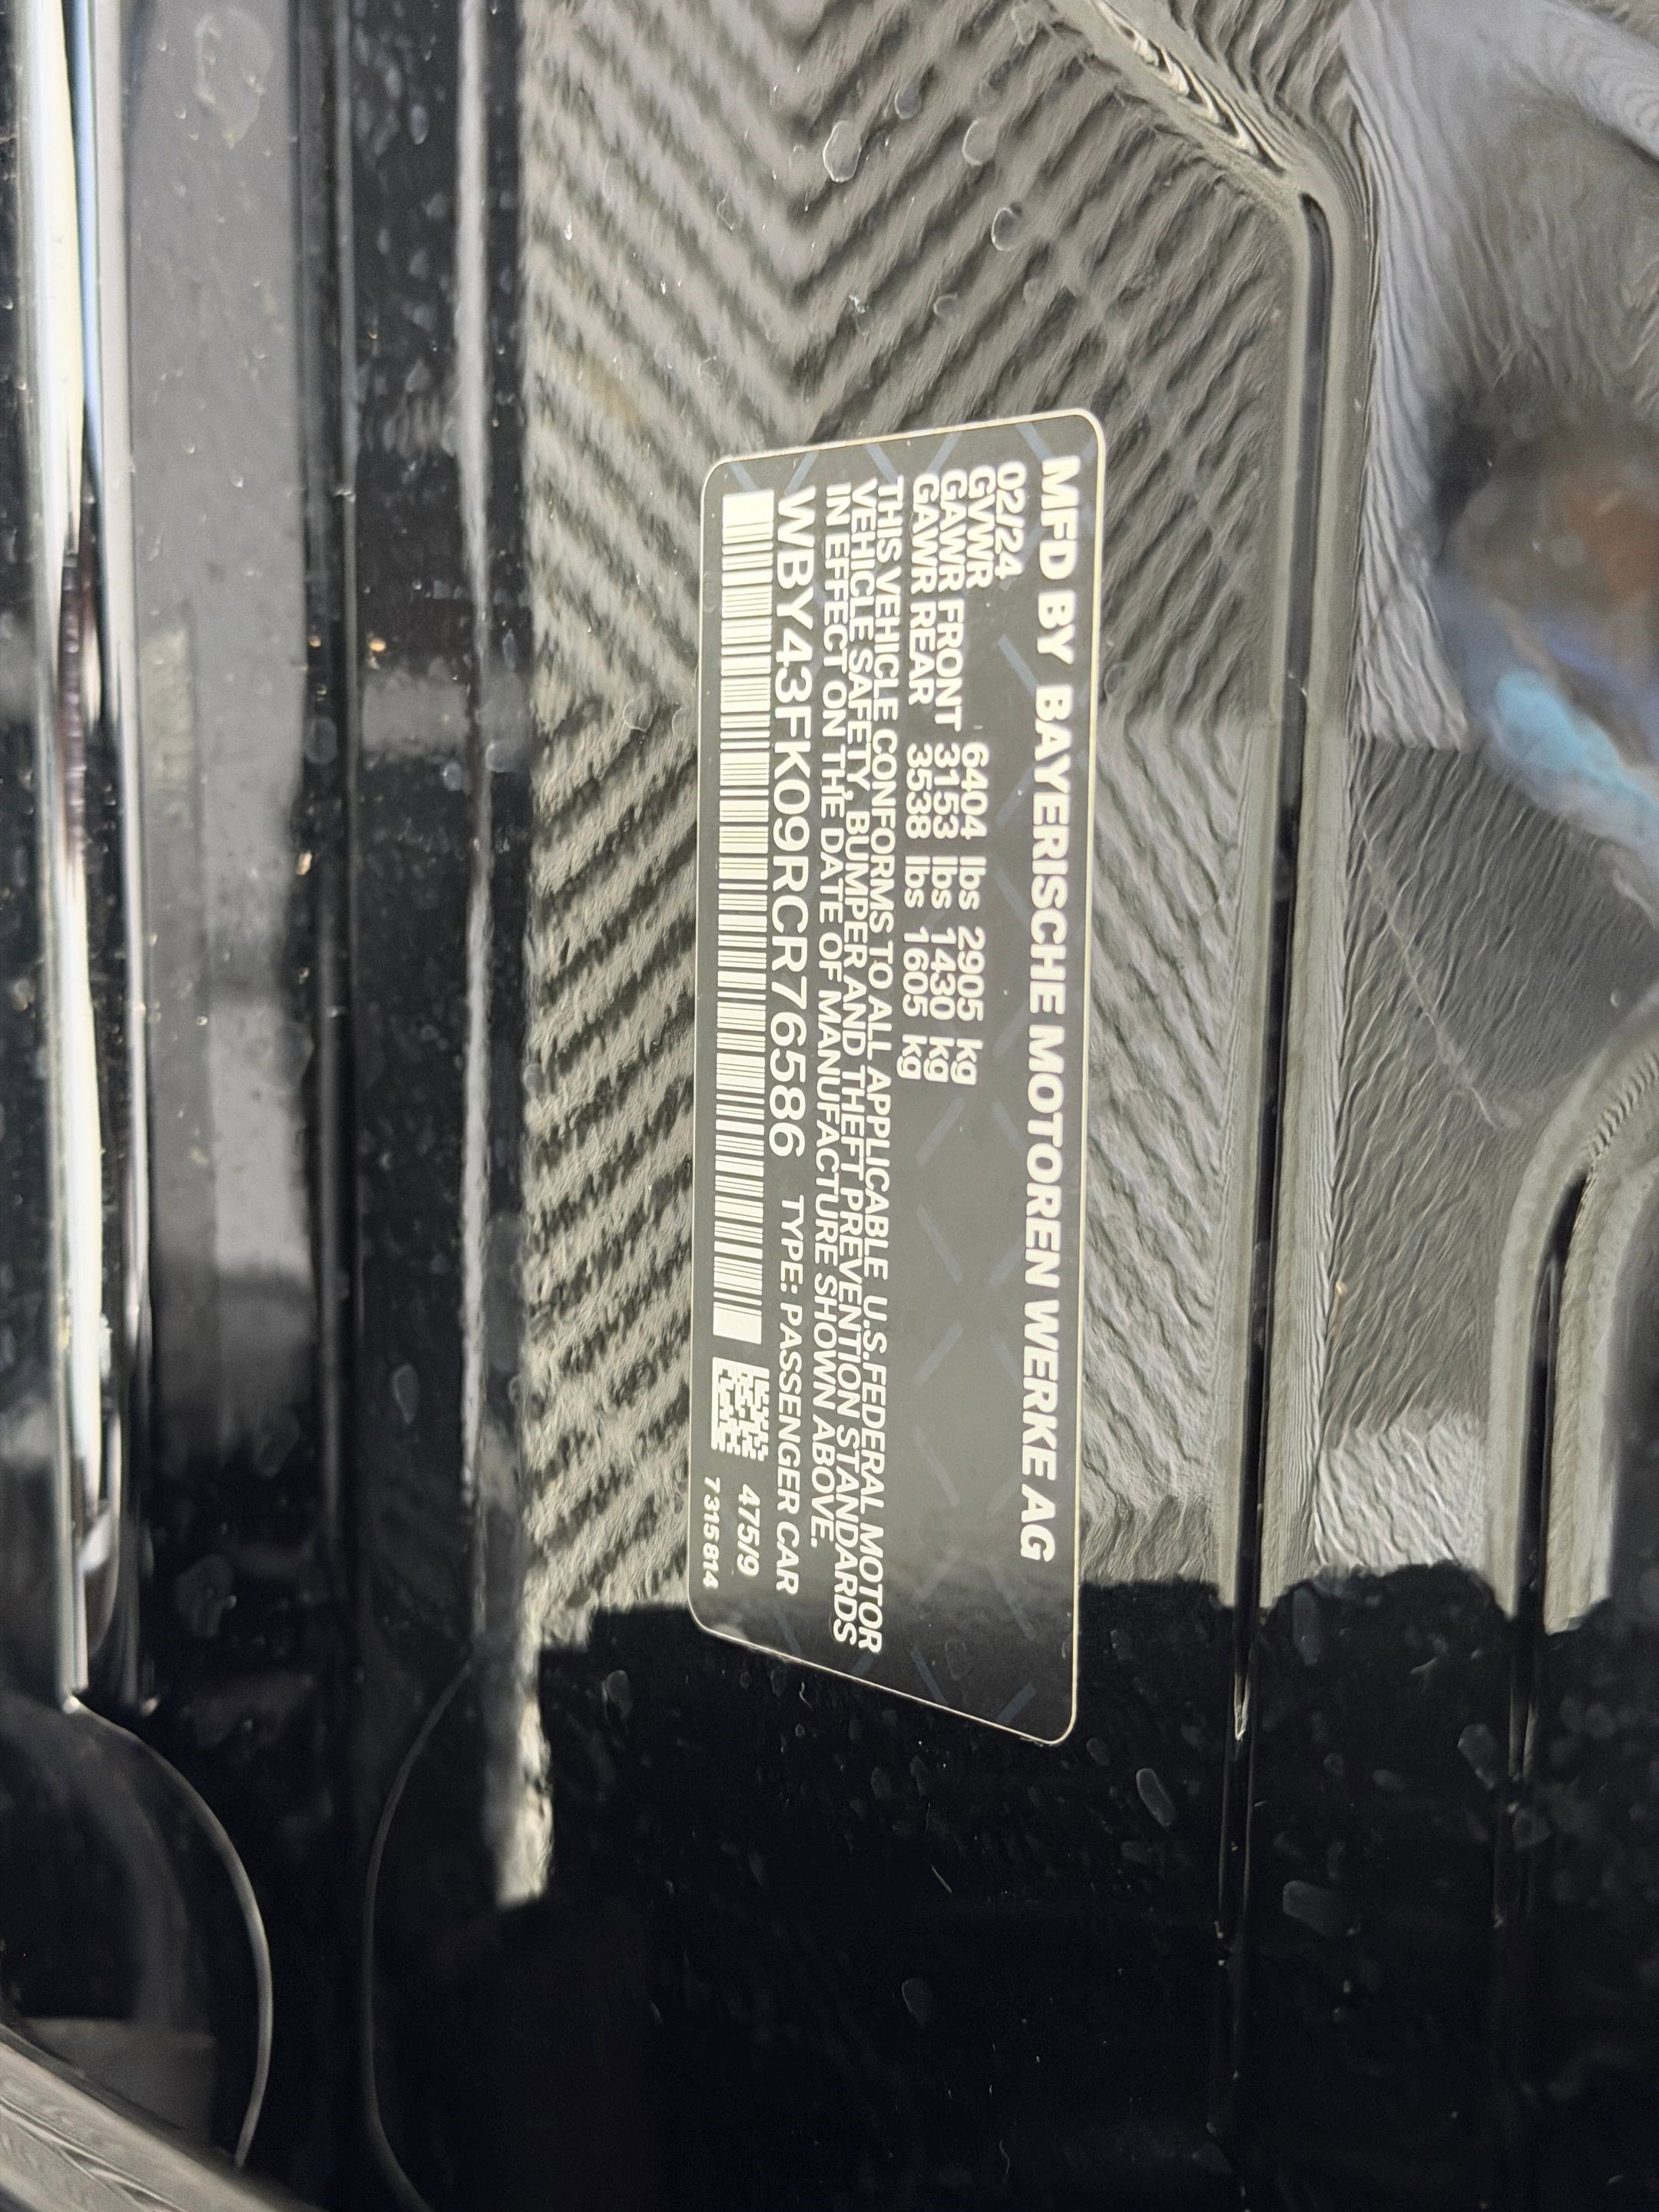 MFD BY BAYERISCHE MOTOREN WERKE AG
02/24
GVWR 6404 lbs 2905 kg
GAWR FRONT 3153 lbs 1430 kg
GAWR REAR 3538 lbs 1605 kg
THIS VEHICLE CONFORMS TO ALL APPLICABLE U.S.FEDERAL MOTOR
VEHICLE SAFETY, BUMPER AND THEFT PREVENTION STANDARDS
IN EFFECT ON THE DATE OF MANUFACTURE SHOWN ABOVE.
WBY43FK09RCR76586 TYPE: PASSENGER CAR
475/9
7315814